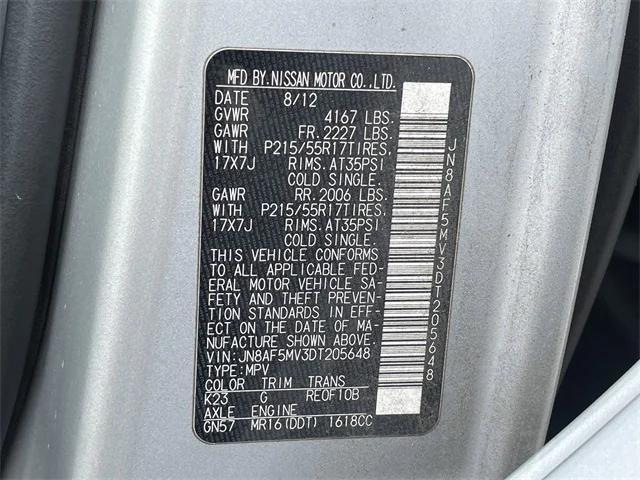 MFD BY.NISSAN MOTOR CO.,LTD.
DATE 8/12
GVWR 4167 LBS.
GAWR FR.2227 LBS.
WITH P215/55R17TIRES.
17X7J RIMS.AT35PSI
COLD SINGLE.
GAWR RR.2006 LBS.
WITH P215/55R17TIRES.
17X7J RIMS.AT35PSI
COLD SINGLE.
THIS VEHICLE CONFORMS
TO ALL APPLICABLE FED-
ERAL MOTOR VEHICLE SA-
FETY AND THEFT PREVEN-
TION STANDARDS IN EFF-
ECT ON THE DATE OF MA-
NUFACTURE SHOWN ABOVE.
VIN:JN8AF5MV3DT205648
TYPE:MPV
COLOR TRIM TRANS
K23 G RE0F10B
AXLE ENGINE
GN57 MR16(DDT) 1618CC
JN8AF5MV3DT205648